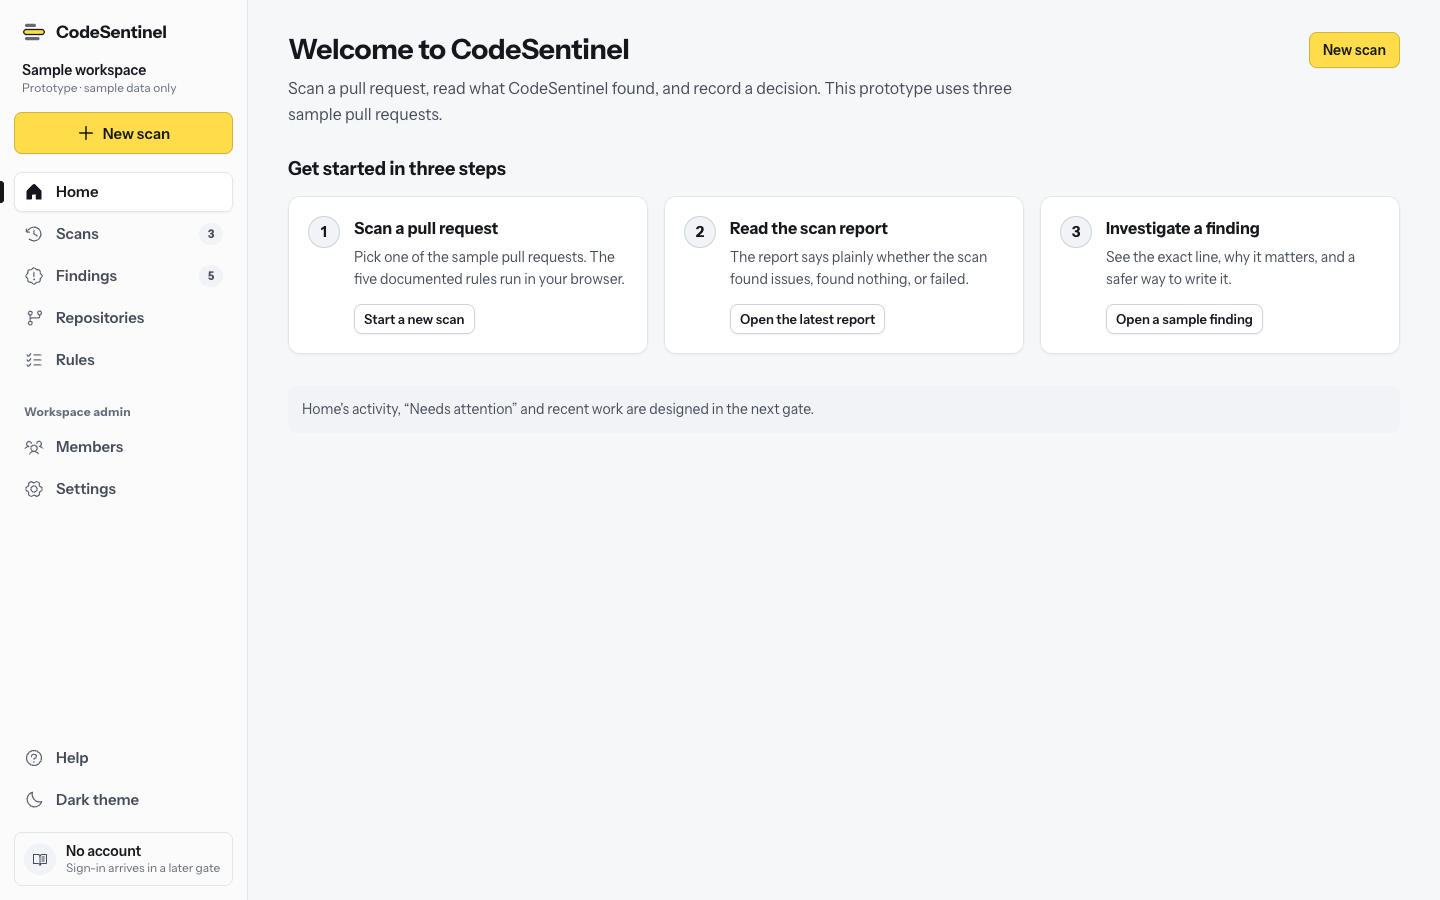 CodeSentinel
Sample workspace
Prototype · sample data only
New scan
Home
Scans 3
Findings 5
Repositories
Rules
Workspace admin
Members
Settings
Help
Dark theme
No account
Sign-in arrives in a later gate
Welcome to CodeSentinel
New scan
Scan a pull request, read what CodeSentinel found, and record a decision. This prototype uses three
sample pull requests.
Get started in three steps
1 Scan a pull request
Pick one of the sample pull requests. The
five documented rules run in your browser.
Start a new scan
2 Read the scan report
The report says plainly whether the scan
found issues, found nothing, or failed.
Open the latest report
3 Investigate a finding
See the exact line, why it matters, and a
safer way to write it.
Open a sample finding
Home’s activity, “Needs attention” and recent work are designed in the next gate.